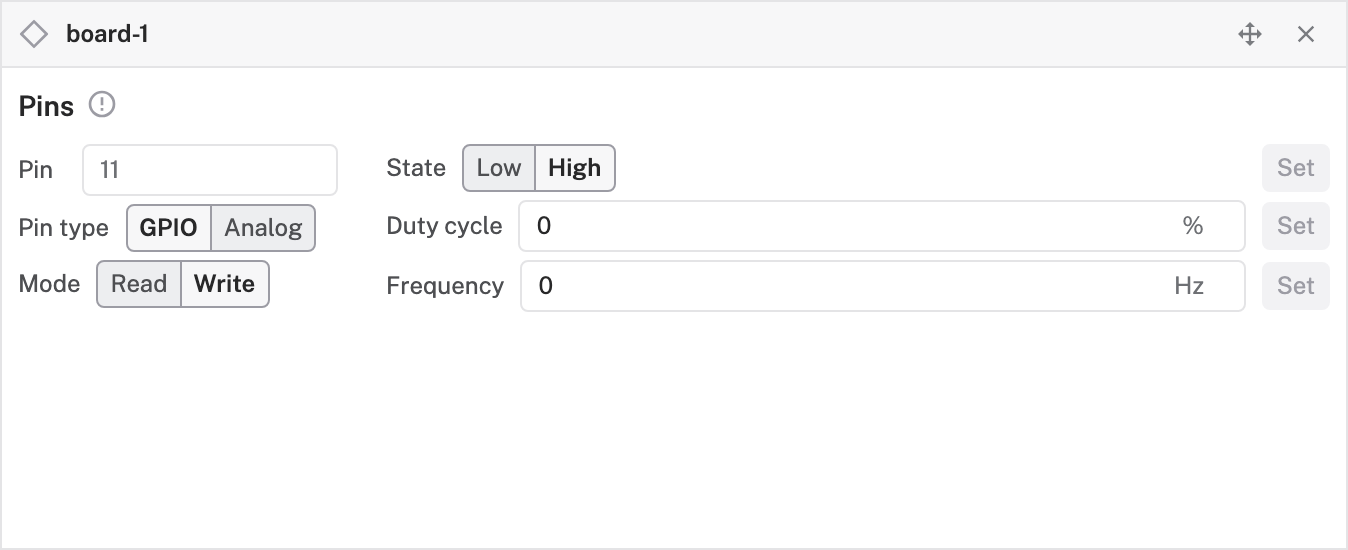 board-1
Pins
Pin 11
State Low High Set
Pin type GPIO Analog
Duty cycle 0 % Set
Mode Read Write
Frequency 0 Hz Set